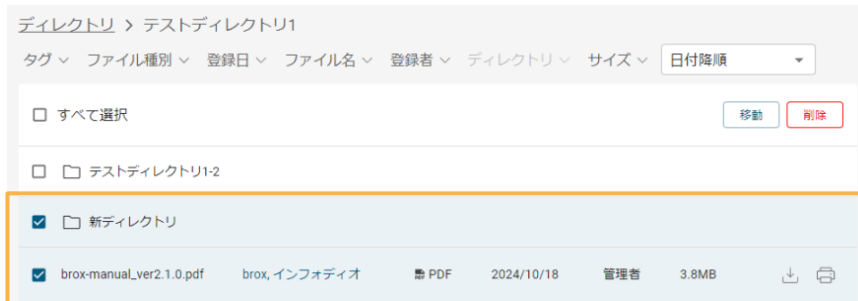 ディレクトリ > テストディレクトリ1
タグ ファイル種別 登録日 ファイル名 登録者 ディレクトリ サイズ 日付降順
すべて選択 移動 削除
テストディレクトリ1-2
新ディレクトリ
brox-manual_ver2.1.0.pdf brox, インフォディオ PDF 2024/10/18 管理者 3.8MB